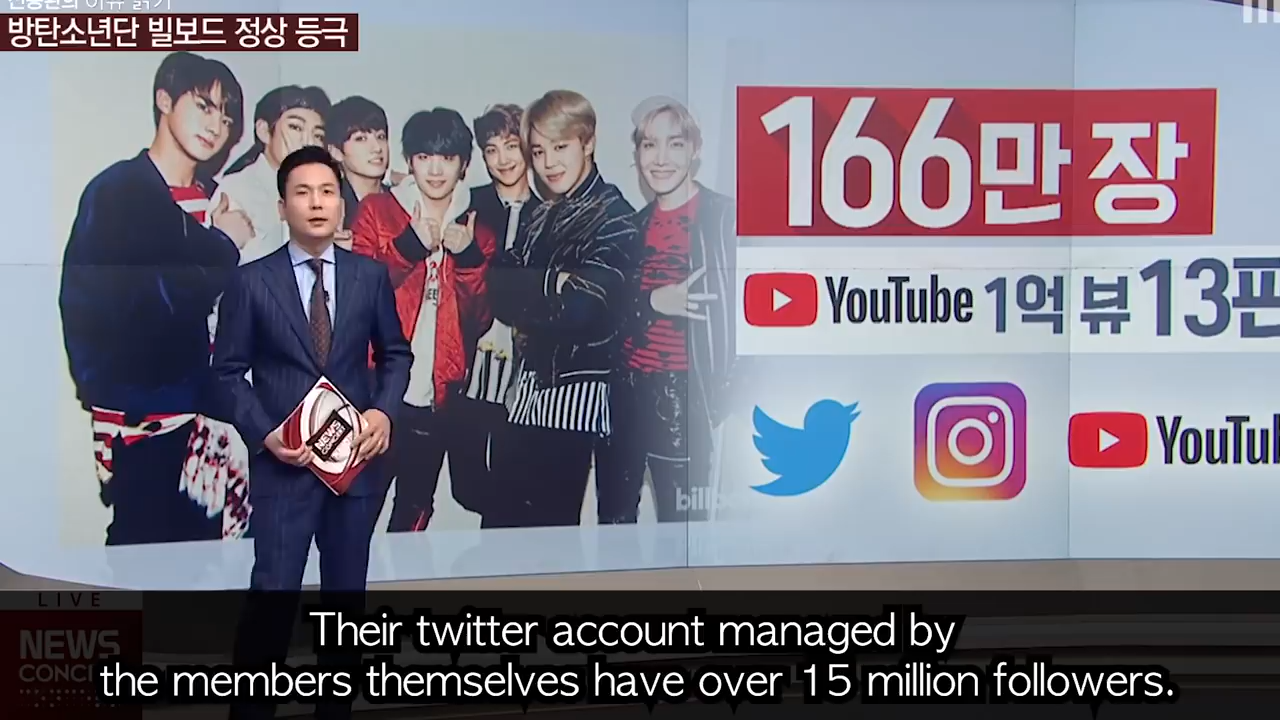 방탄소년단 빌보드 정상 등극
166만 장
YouTube 1억 뷰 13편
LIVE
NEWS
NEWS
Their twitter account managed by
the members themselves have over 15 million followers.